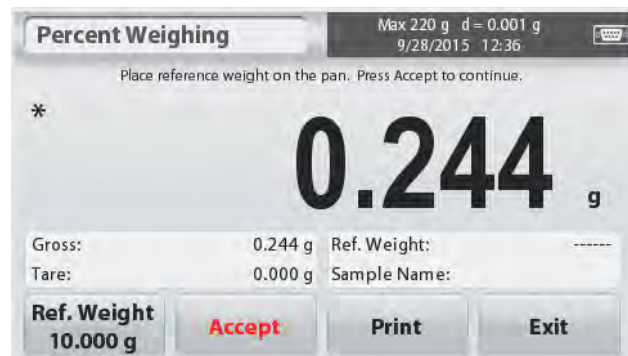 Percent Weighing
Max 220 g d = 0.001 g
9/28/2015 12:36
Place reference weight on the pan. Press Accept to continue.
*
0.244 g
Gross: 0.244 g Ref. Weight: ------
Tare: 0.000 g Sample Name:
Ref. Weight
10.000 g
Accept
Print
Exit